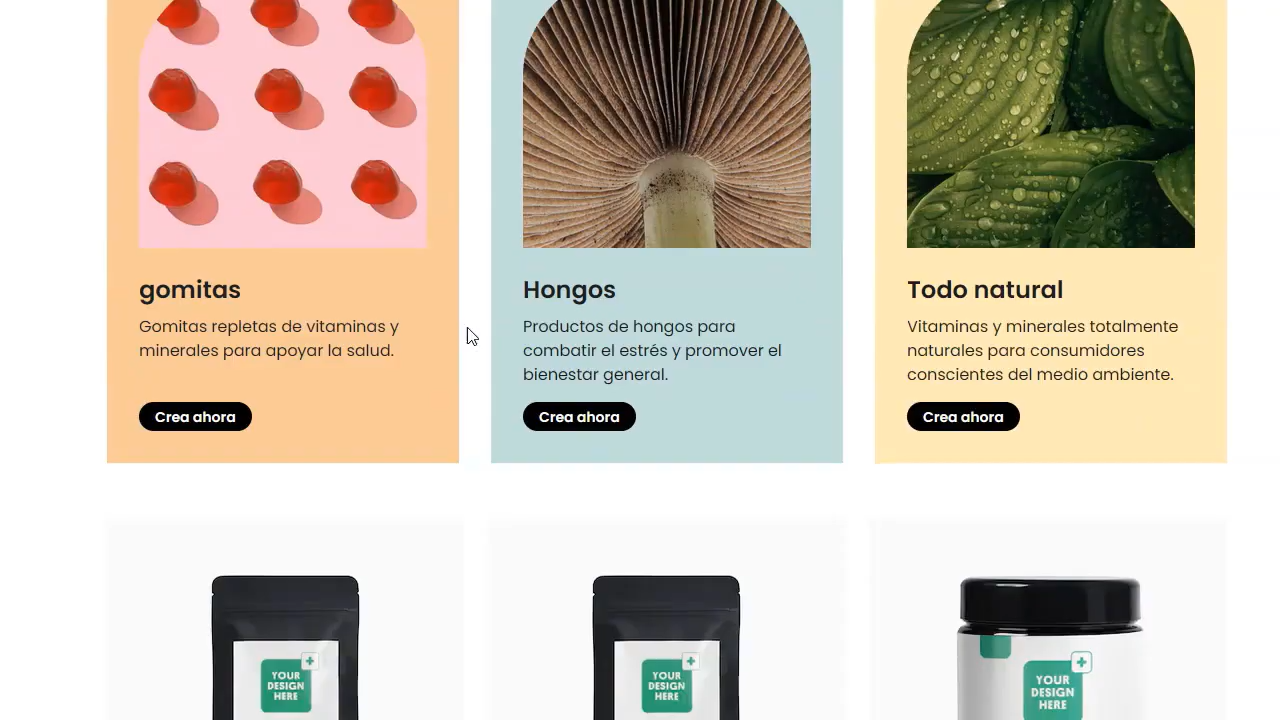 gomitas
Gomitas repletas de vitaminas y
minerales para apoyar la salud.
Crea ahora
Hongos
Productos de hongos para
combatir el estrés y promover el
bienestar general.
Crea ahora
Todo natural
Vitaminas y minerales totalmente
naturales para consumidores
conscientes del medio ambiente.
Crea ahora
YOUR
DESIGN
HERE
YOUR
DESIGN
HERE
YOUR
DESIGN
HERE